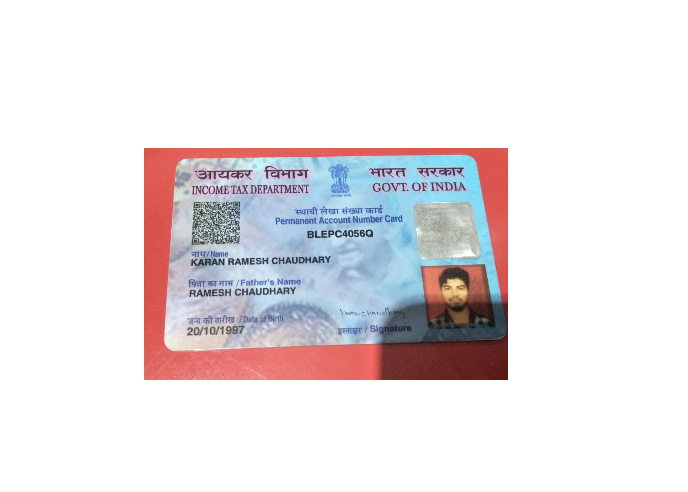 आयकर विभाग
INCOME TAX DEPARTMENT
भारत सरकार
GOVT. OF INDIA
स्थायी लेखा संख्या कार्ड
Permanent Account Number Card
BLEPC4056Q
नाम / Name
KARAN RAMESH CHAUDHARY
पिता का नाम / Father's Name
RAMESH CHAUDHARY
जन्म की तारीख / Date of Birth
20/10/1997
हस्ताक्षर / Signature